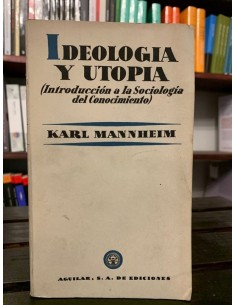 IDEOLOGIA
Y UTOPIA
(Introducción a la Sociología
del Conocimiento)
KARL MANNHEIM
AGUILAR, S. A. DE EDICIONES